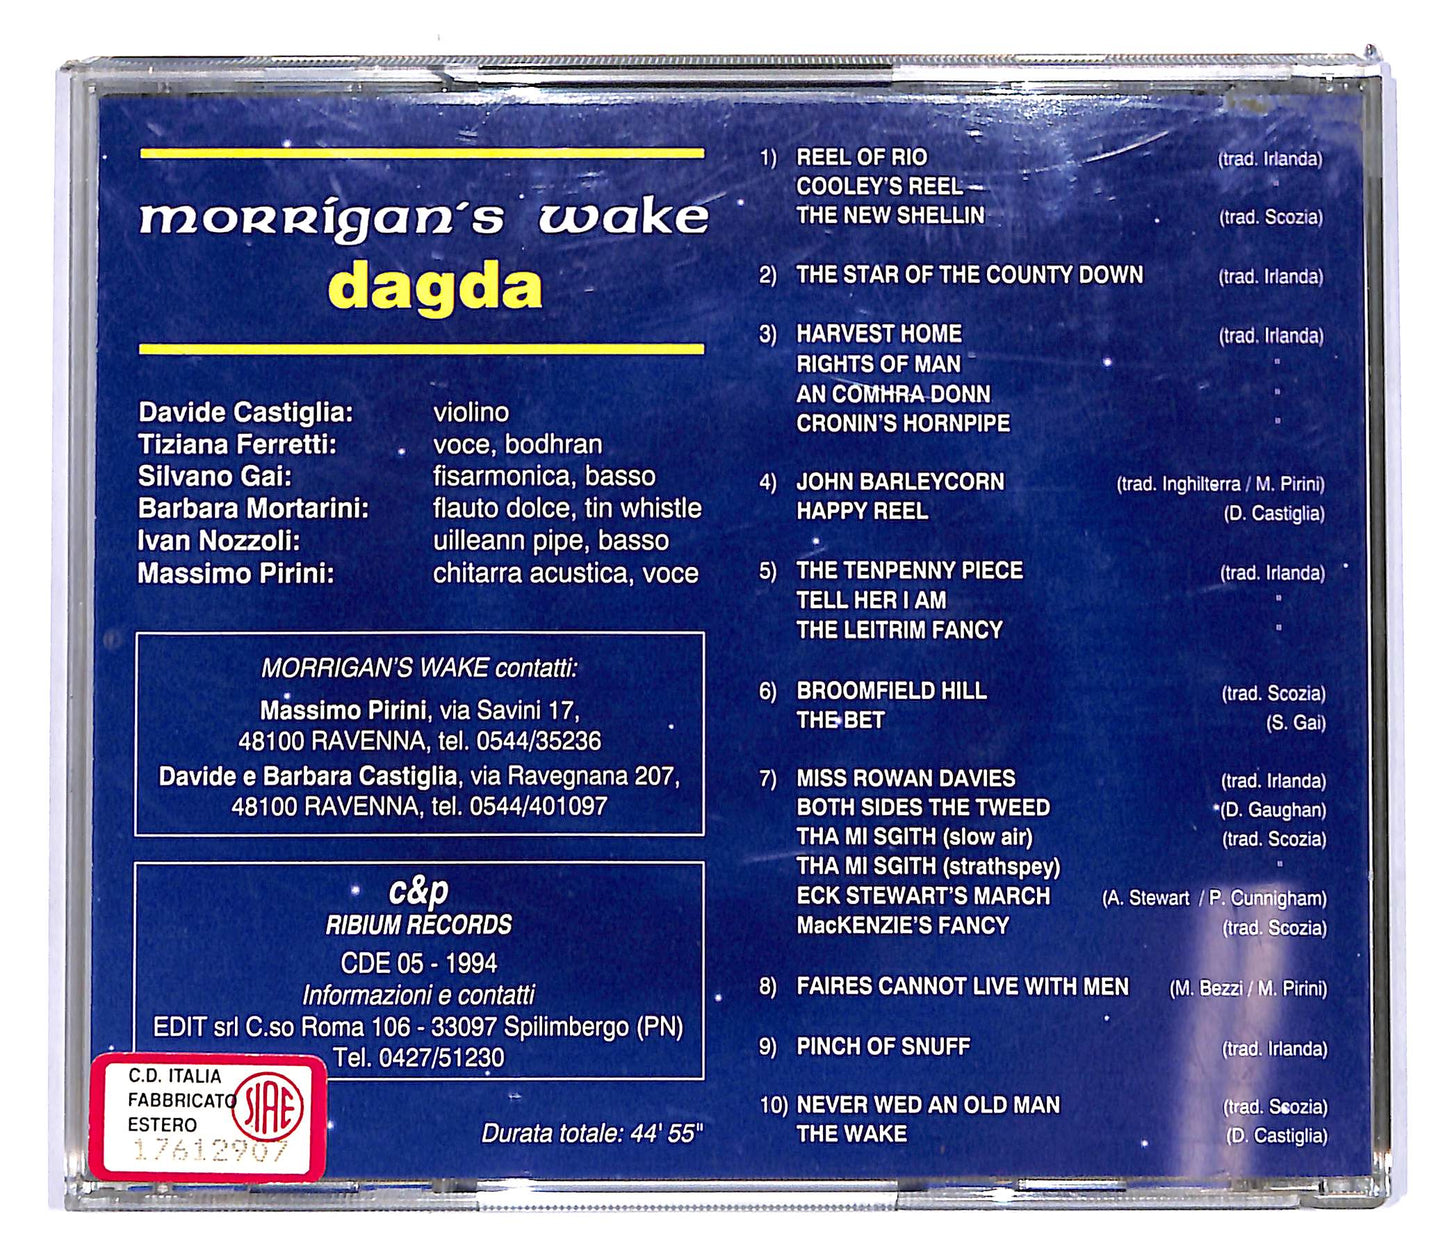 morrígan's wake
dagda
Davide Castiglia: violino
Tiziana Ferretti: voce, bodhran
Silvano Gai: fisarmonica, basso
Barbara Mortarini: flauto dolce, tin whistle
Ivan Nozzoli: uilleann pipe, basso
Massimo Pirini: chitarra acustica, voce
MORRIGAN'S WAKE contatti:
Massimo Pirini, via Savini 17,
48100 RAVENNA, tel. 0544/35236
Davide e Barbara Castiglia, via Ravegnana 207,
48100 RAVENNA, tel. 0544/401097
c&p
RIBIUM RECORDS
CDE 05 - 1994
Informazioni e contatti
EDIT srl C.so Roma 106 - 33097 Spilimbergo (PN)
Tel. 0427/51230
C.D. ITALIA
FABBRICATO
ESTERO
SIAE
17612907
Durata totale: 44' 55"
1) REEL OF RIO (trad. Irlanda)
COOLEY'S REEL "
THE NEW SHELLIN (trad. Scozia)
2) THE STAR OF THE COUNTY DOWN (trad. Irlanda)
3) HARVEST HOME (trad. Irlanda)
RIGHTS OF MAN "
AN COMHRA DONN "
CRONIN'S HORNPIPE "
4) JOHN BARLEYCORN (trad. Inghilterra / M. Pirini)
HAPPY REEL (D. Castiglia)
5) THE TENPENNY PIECE (trad. Irlanda)
TELL HER I AM "
THE LEITRIM FANCY "
6) BROOMFIELD HILL (trad. Scozia)
THE BET (S. Gai)
7) MISS ROWAN DAVIES (trad. Irlanda)
BOTH SIDES THE TWEED (D. Gaughan)
THA MI SGITH (slow air) (trad. Scozia)
THA MI SGITH (strathspey) "
ECK STEWART'S MARCH (A. Stewart / P. Cunnigham)
MacKENZIE'S FANCY (trad. Scozia)
8) FAIRES CANNOT LIVE WITH MEN (M. Bezzi / M. Pirini)
9) PINCH OF SNUFF (trad. Irlanda)
10) NEVER WED AN OLD MAN (trad. Scozia)
THE WAKE (D. Castiglia)